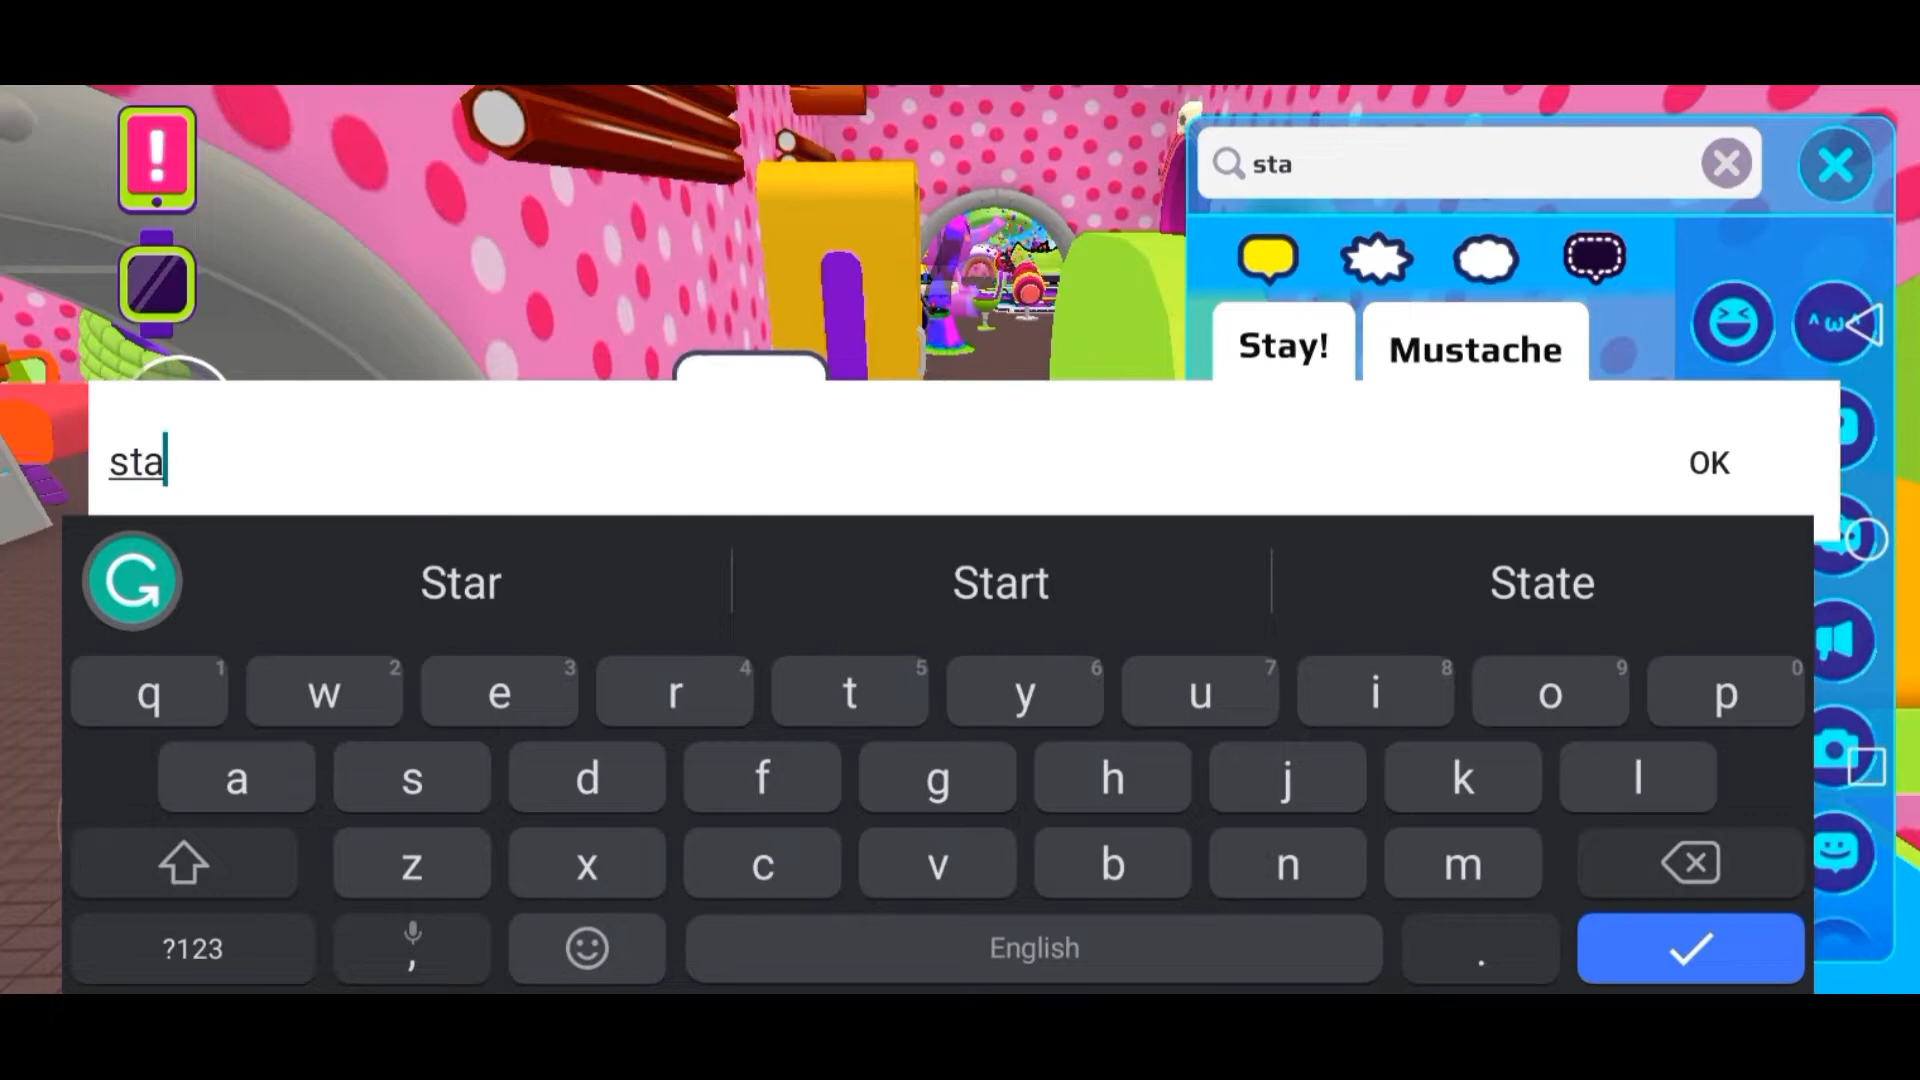 sta
^ω^
Stay!
Mustache
sta
OK
Star
Start
State
q 1 w 2 e 3 r 4 t 5 y 6 u 7 i 8 o 9 p 0
a s d f g h j k l
z x c v b n m
?123 , English .